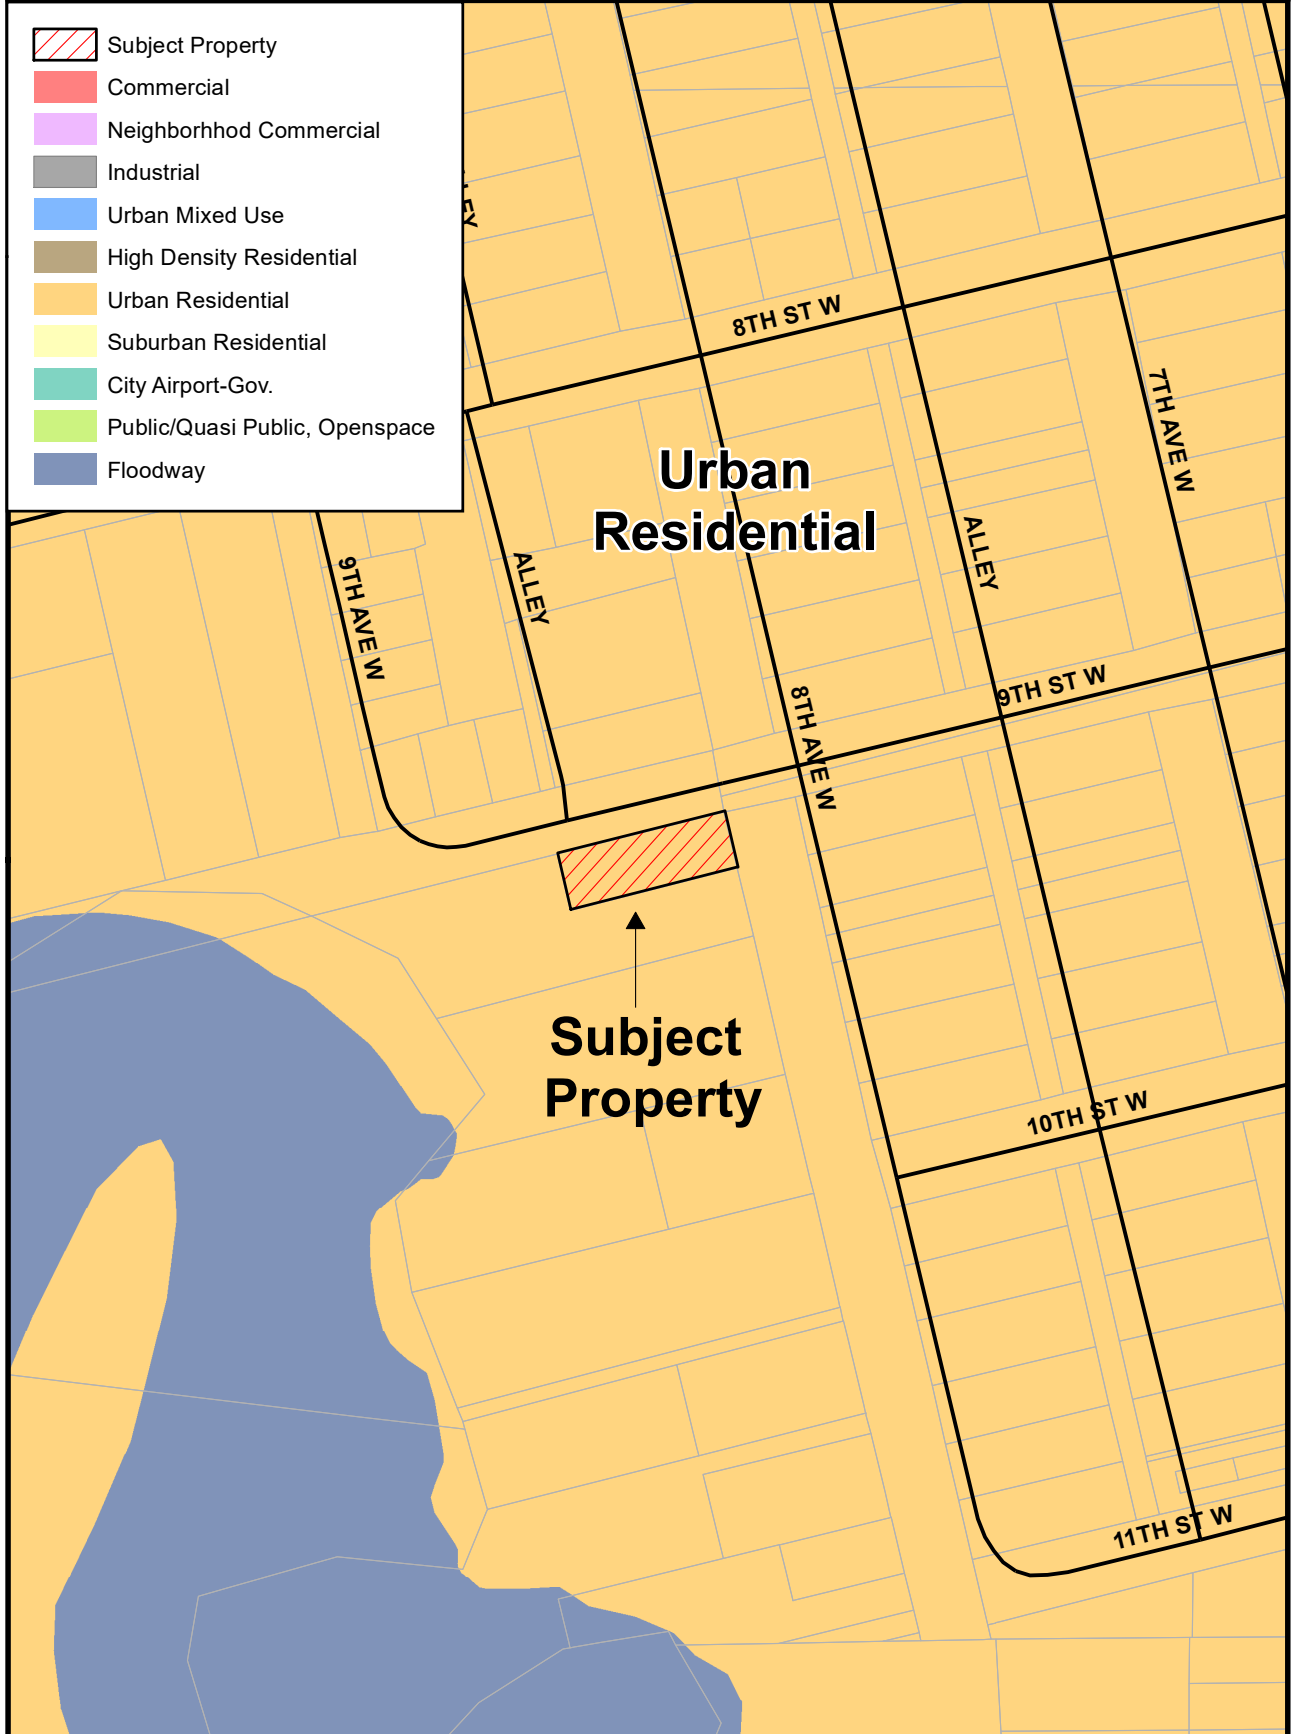 Subject Property
Commercial
Neighborhhod Commercial
Industrial
Urban Mixed Use
High Density Residential
Urban Residential
Suburban Residential
City Airport-Gov.
Public/Quasi Public, Openspace
Floodway
8TH ST W
7TH AVE W
Urban
Residential
ALLEY
ALLEY
9TH AVE W
9TH ST W
8TH AVE W
Subject
Property
10TH ST W
11TH ST W